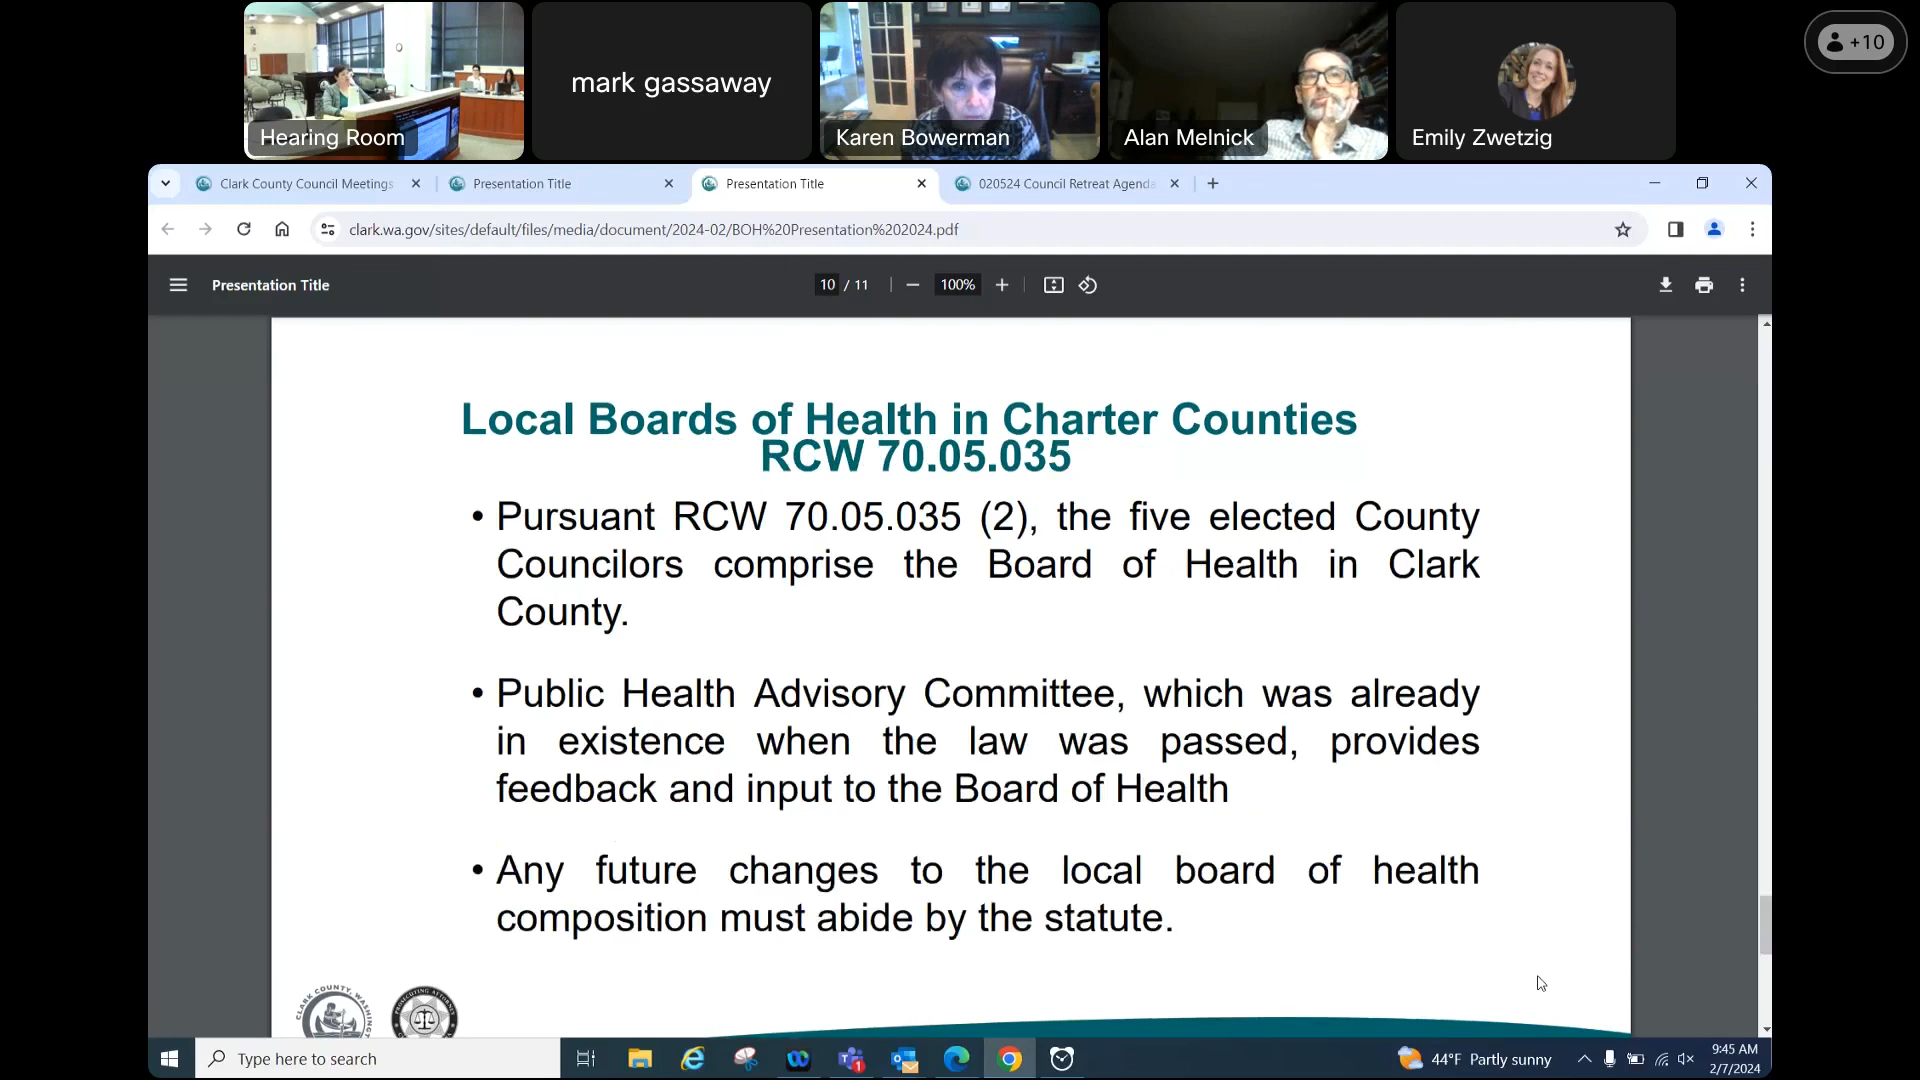 Hearing Room
mark gassaway
Karen Bowerman
Alan Melnick
Emily Zwetzig
+10
Clark County Council Meetings
Presentation Title
Presentation Title
020524 Council Retreat Agenda
clark.wa.gov/sites/default/files/media/document/2024-02/BOH%20Presentation%202024.pdf
Presentation Title
10 / 11
100%
Local Boards of Health in Charter Counties
RCW 70.05.035
• Pursuant RCW 70.05.035 (2), the five elected County
Councilors comprise the Board of Health in Clark
County.
• Public Health Advisory Committee, which was already
in existence when the law was passed, provides
feedback and input to the Board of Health
• Any future changes to the local board of health
composition must abide by the statute.
CLARK COUNTY, WASHINGTON
PROSECUTING ATTORNEY
Type here to search
44°F Partly sunny
9:45 AM
2/7/2024